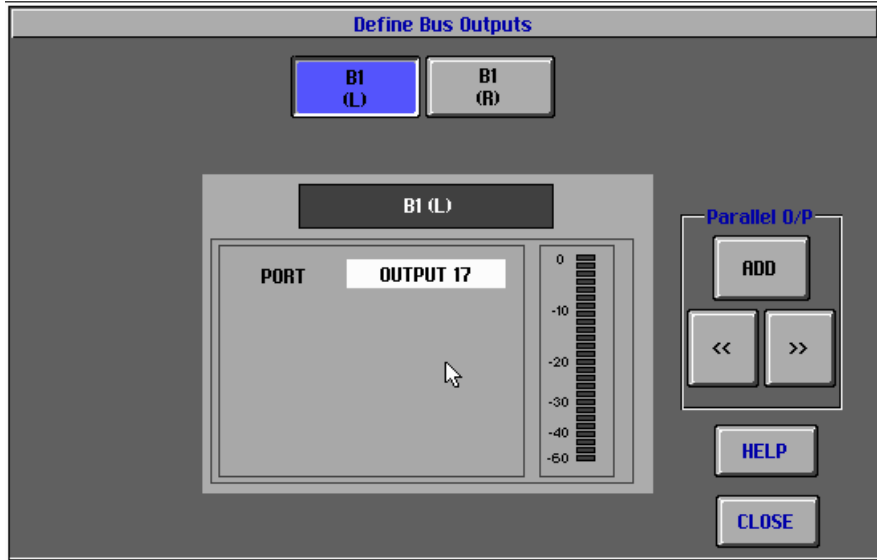 Define Bus Outputs
B1
(L)
B1
(R)
B1 (L)
PORT
OUTPUT 17
0
-10
-20
-30
-40
-60
Parallel O/P
ADD
<<
>>
HELP
CLOSE